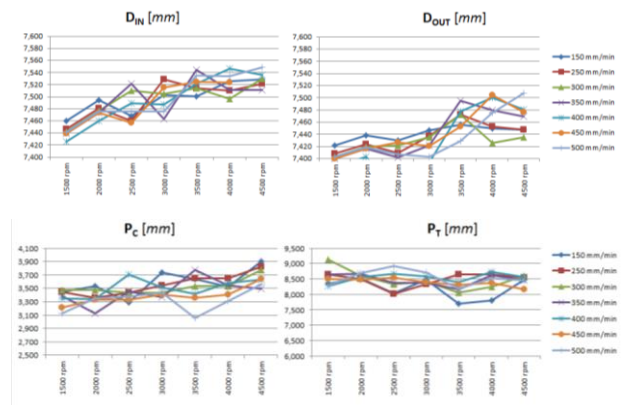 D_IN [mm]
7,600
7,580
7,560
7,540
7,520
7,500
7,480
7,460
7,440
7,420
7,400
1500 rpm
2000 rpm
2500 rpm
3000 rpm
3500 rpm
4000 rpm
4500 rpm
D_OUT [mm]
7,600
7,580
7,560
7,540
7,520
7,500
7,480
7,460
7,440
7,420
7,400
1500 rpm
2000 rpm
2500 rpm
3000 rpm
3500 rpm
4000 rpm
4500 rpm
150 mm/min
250 mm/min
300 mm/min
350 mm/min
400 mm/min
450 mm/min
500 mm/min
P_C [mm]
4,100
3,900
3,700
3,500
3,300
3,100
2,900
2,700
2,500
1500 rpm
2000 rpm
2500 rpm
3000 rpm
3500 rpm
4000 rpm
4500 rpm
P_T [mm]
9,500
9,000
8,500
8,000
7,500
7,000
6,500
6,000
1500 rpm
2000 rpm
2500 rpm
3000 rpm
3500 rpm
4000 rpm
4500 rpm
150 mm/min
250 mm/min
300 mm/min
350 mm/min
400 mm/min
450 mm/min
500 mm/min